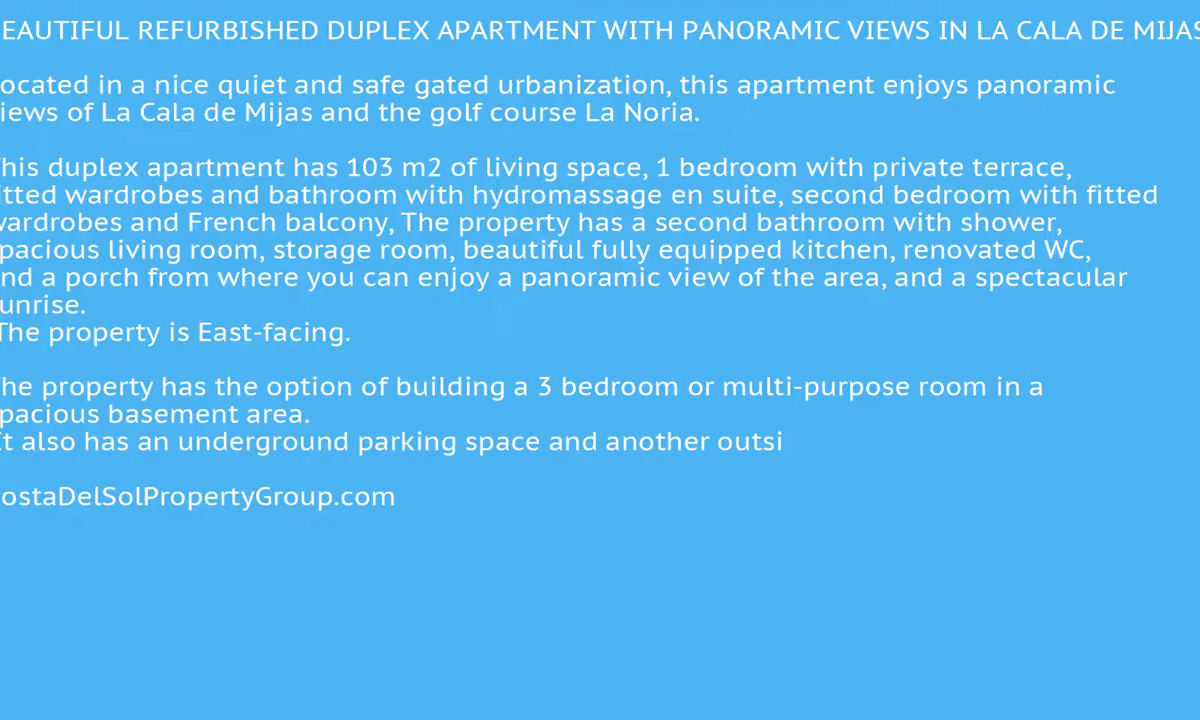 EAUTIFUL REFURBISHED DUPLEX APARTMENT WITH PANORAMIC VIEWS IN LA CALA DE MIJAS
ocated in a nice quiet and safe gated urbanization, this apartment enjoys panoramic
iews of La Cala de Mijas and the golf course La Noria.
his duplex apartment has 103 m2 of living space, 1 bedroom with private terrace,
itted wardrobes and bathroom with hydromassage en suite, second bedroom with fitted
ardrobes and French balcony, The property has a second bathroom with shower,
pacious living room, storage room, beautiful fully equipped kitchen, renovated WC,
nd a porch from where you can enjoy a panoramic view of the area, and a spectacular
unrise.
The property is East-facing.
he property has the option of building a 3 bedroom or multi-purpose room in a
pacious basement area.
It also has an underground parking space and another outsi
ostaDelSolPropertyGroup.com